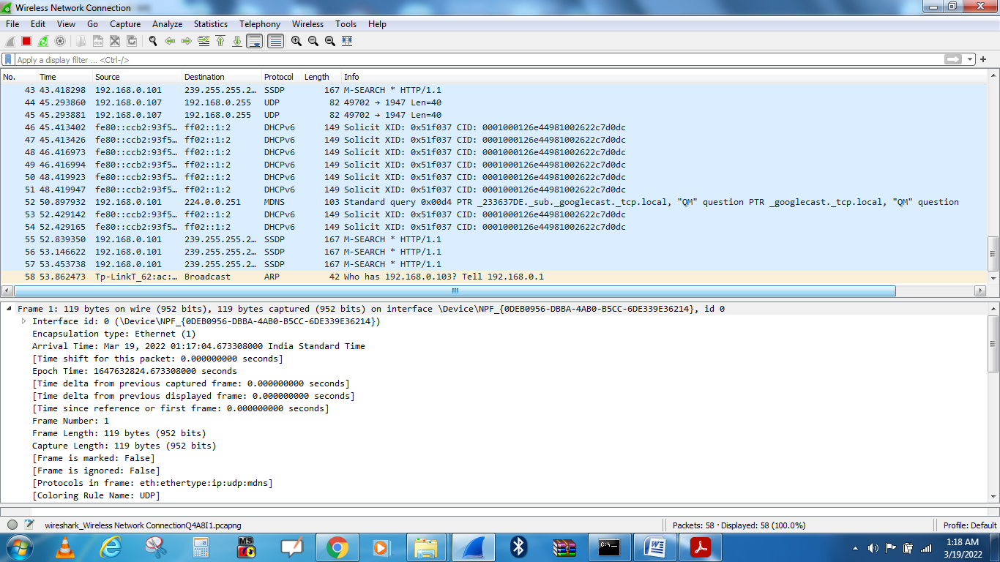 Wireless Network Connection
File Edit View Go Capture Analyze Statistics Telephony Wireless Tools Help
Apply a display filter ... <Ctrl-/>
No. Time Source Destination Protocol Length Info
43 43.418298 192.168.0.101 239.255.255.2… SSDP 167 M-SEARCH * HTTP/1.1
44 45.293860 192.168.0.107 192.168.0.255 UDP 82 49702 → 1947 Len=40
45 45.293881 192.168.0.107 192.168.0.255 UDP 82 49702 → 1947 Len=40
46 45.413402 fe80::ccb2:93f5… ff02::1:2 DHCPv6 149 Solicit XID: 0x51f037 CID: 0001000126e44981002622c7d0dc
47 45.413426 fe80::ccb2:93f5… ff02::1:2 DHCPv6 149 Solicit XID: 0x51f037 CID: 0001000126e44981002622c7d0dc
48 46.416973 fe80::ccb2:93f5… ff02::1:2 DHCPv6 149 Solicit XID: 0x51f037 CID: 0001000126e44981002622c7d0dc
49 46.416994 fe80::ccb2:93f5… ff02::1:2 DHCPv6 149 Solicit XID: 0x51f037 CID: 0001000126e44981002622c7d0dc
50 48.419923 fe80::ccb2:93f5… ff02::1:2 DHCPv6 149 Solicit XID: 0x51f037 CID: 0001000126e44981002622c7d0dc
51 48.419947 fe80::ccb2:93f5… ff02::1:2 DHCPv6 149 Solicit XID: 0x51f037 CID: 0001000126e44981002622c7d0dc
52 50.897932 192.168.0.101 224.0.0.251 MDNS 103 Standard query 0x00d4 PTR _233637DE._sub._googlecast._tcp.local, "QM" question PTR _googlecast._tcp.local, "QM" question
53 52.429142 fe80::ccb2:93f5… ff02::1:2 DHCPv6 149 Solicit XID: 0x51f037 CID: 0001000126e44981002622c7d0dc
54 52.429165 fe80::ccb2:93f5… ff02::1:2 DHCPv6 149 Solicit XID: 0x51f037 CID: 0001000126e44981002622c7d0dc
55 52.839350 192.168.0.101 239.255.255.2… SSDP 167 M-SEARCH * HTTP/1.1
56 53.146622 192.168.0.101 239.255.255.2… SSDP 167 M-SEARCH * HTTP/1.1
57 53.453738 192.168.0.101 239.255.255.2… SSDP 167 M-SEARCH * HTTP/1.1
58 53.862473 Tp-LinkT_62:ac:… Broadcast ARP 42 Who has 192.168.0.103? Tell 192.168.0.1
Frame 1: 119 bytes on wire (952 bits), 119 bytes captured (952 bits) on interface \Device\NPF_{0DEB0956-DBBA-4AB0-B5CC-6DE339E36214}, id 0
Interface id: 0 (\Device\NPF_{0DEB0956-DBBA-4AB0-B5CC-6DE339E36214})
Encapsulation type: Ethernet (1)
Arrival Time: Mar 19, 2022 01:17:04.673308000 India Standard Time
[Time shift for this packet: 0.000000000 seconds]
Epoch Time: 1647632824.673308000 seconds
[Time delta from previous captured frame: 0.000000000 seconds]
[Time delta from previous displayed frame: 0.000000000 seconds]
[Time since reference or first frame: 0.000000000 seconds]
Frame Number: 1
Frame Length: 119 bytes (952 bits)
Capture Length: 119 bytes (952 bits)
[Frame is marked: False]
[Frame is ignored: False]
[Protocols in frame: eth:ethertype:ip:udp:mdns]
[Coloring Rule Name: UDP]
wireshark_Wireless Network ConnectionQ4A8I1.pcapng
Packets: 58 · Displayed: 58 (100.0%)
Profile: Default
MS
C:\_
W
1:18 AM
3/19/2022